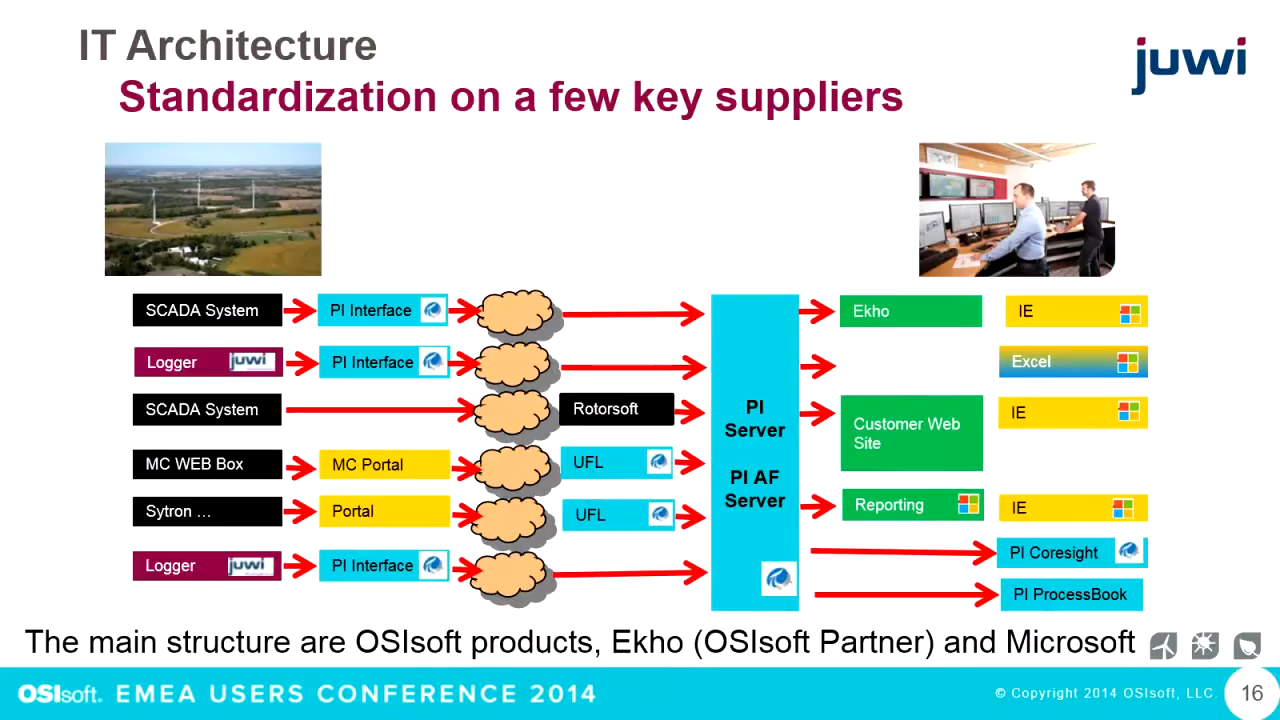 IT Architecture
juwi
Standardization on a few key suppliers
SCADA System
PI Interface
Ekho
IE
Logger
juwi
PI Interface
Excel
SCADA System
Rotorsoft
PI
Server
PI AF
Server
Customer Web
Site
IE
MC WEB Box
MC Portal
UFL
Sytron ...
Portal
UFL
Reporting
IE
Logger
juwi
PI Interface
PI Coresight
PI ProcessBook
The main structure are OSIsoft products, Ekho (OSIsoft Partner) and Microsoft
OSIsoft. EMEA USERS CONFERENCE 2014
© Copyright 2014 OSIsoft, LLC.
16